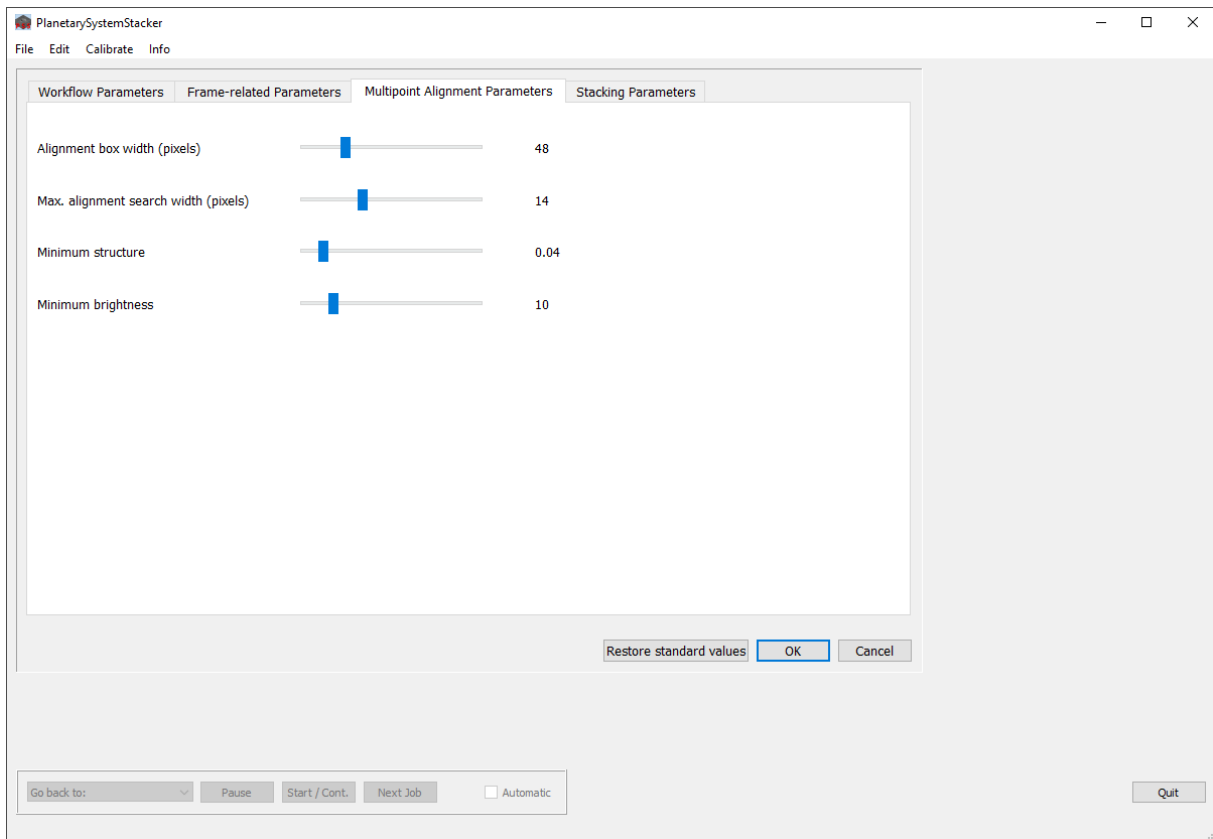 PlanetarySystemStacker
File Edit Calibrate Info
Workflow Parameters Frame-related Parameters Multipoint Alignment Parameters Stacking Parameters
Alignment box width (pixels) 48
Max. alignment search width (pixels) 14
Minimum structure 0.04
Minimum brightness 10
Restore standard values OK Cancel
Go back to: Pause Start / Cont. Next Job Automatic Quit